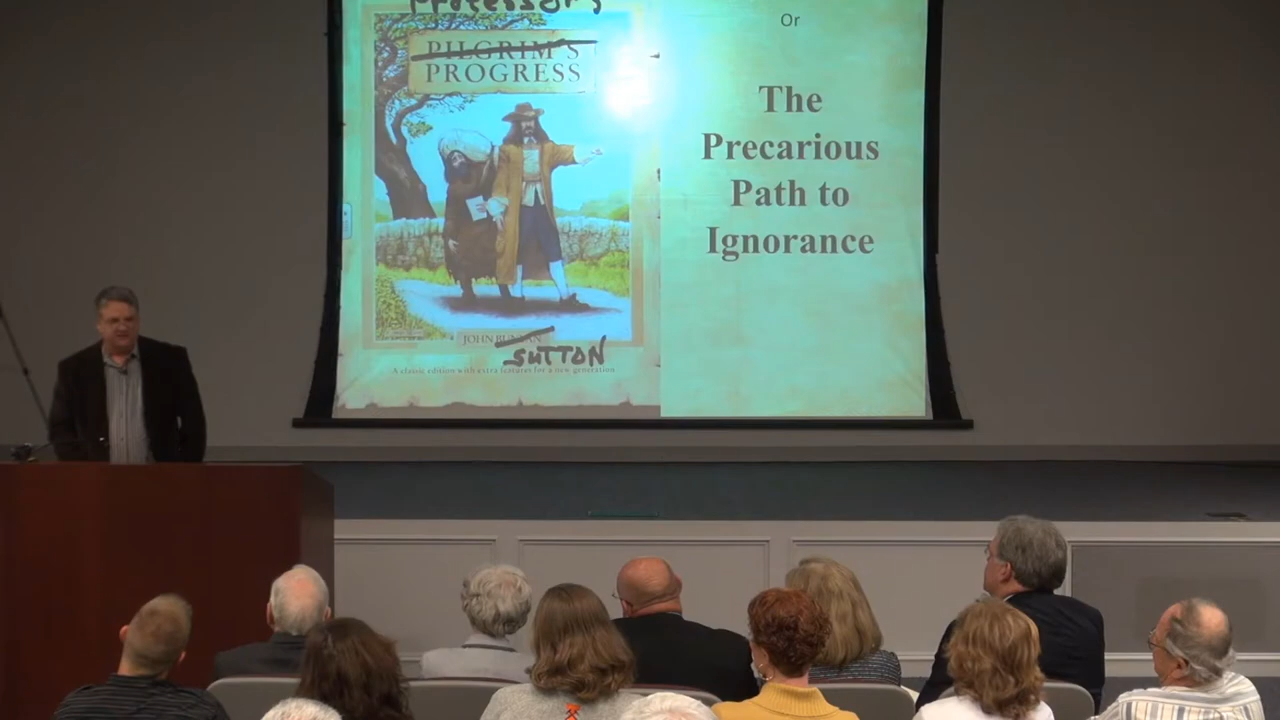 Professor's
PILGRIM'S
PROGRESS
JOHN BUNYAN
SUTTON
A classic edition with extra features for a new generation
Or
The
Precarious
Path to
Ignorance